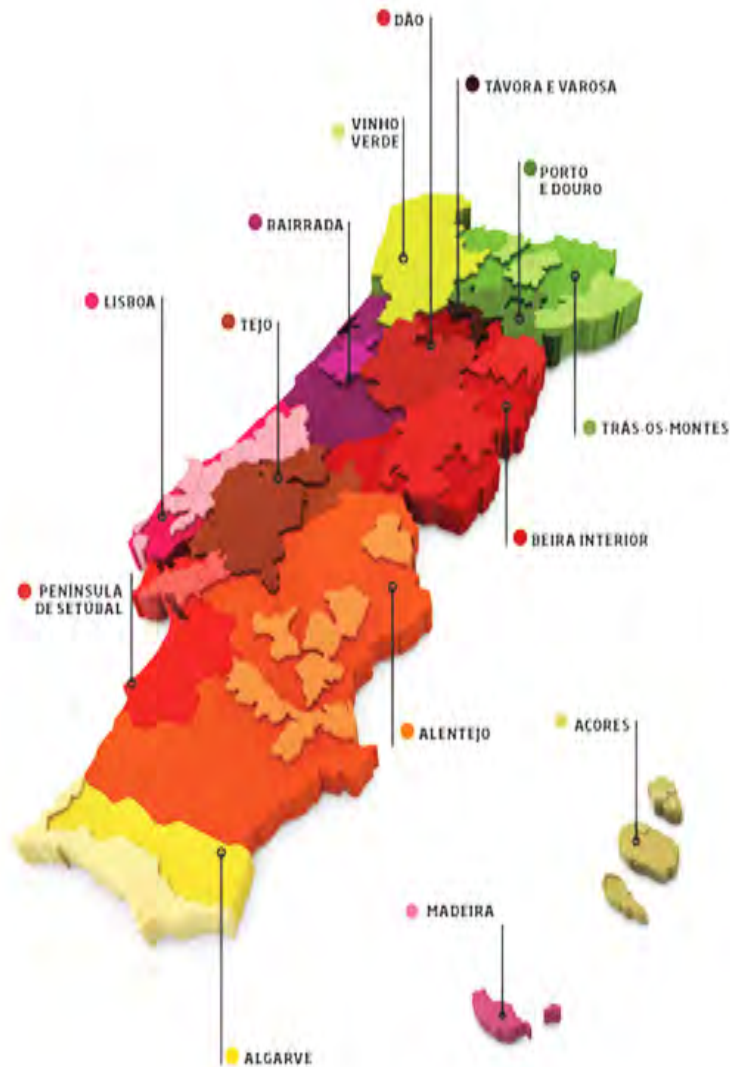 DÃO
TÁVORA E VAROSA
VINHO
VERDE
PORTO
E DOURO
BAIRRADA
LISBOA
TEJO
TRÁS-OS-MONTES
BEIRA INTERIOR
PENÍNSULA
DE SETÚBAL
AÇORES
ALENTEJO
MADEIRA
ALGARVE